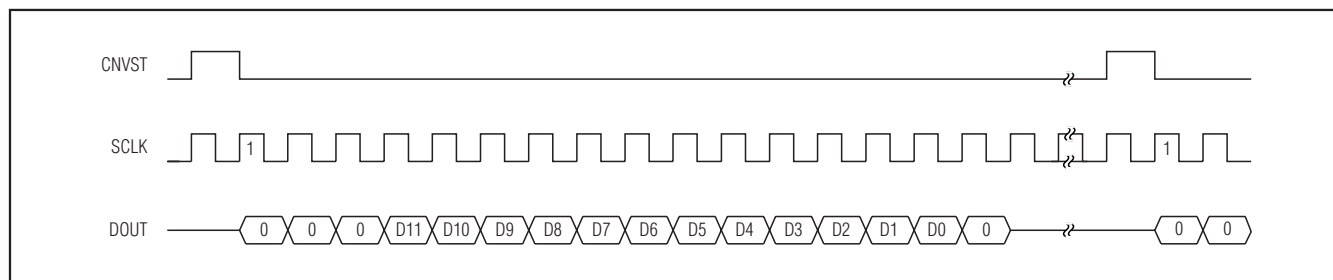 CNVST
SCLK 1 1
DOUT 0 0 0 D11 D10 D9 D8 D7 D6 D5 D4 D3 D2 D1 D0 0 0 0